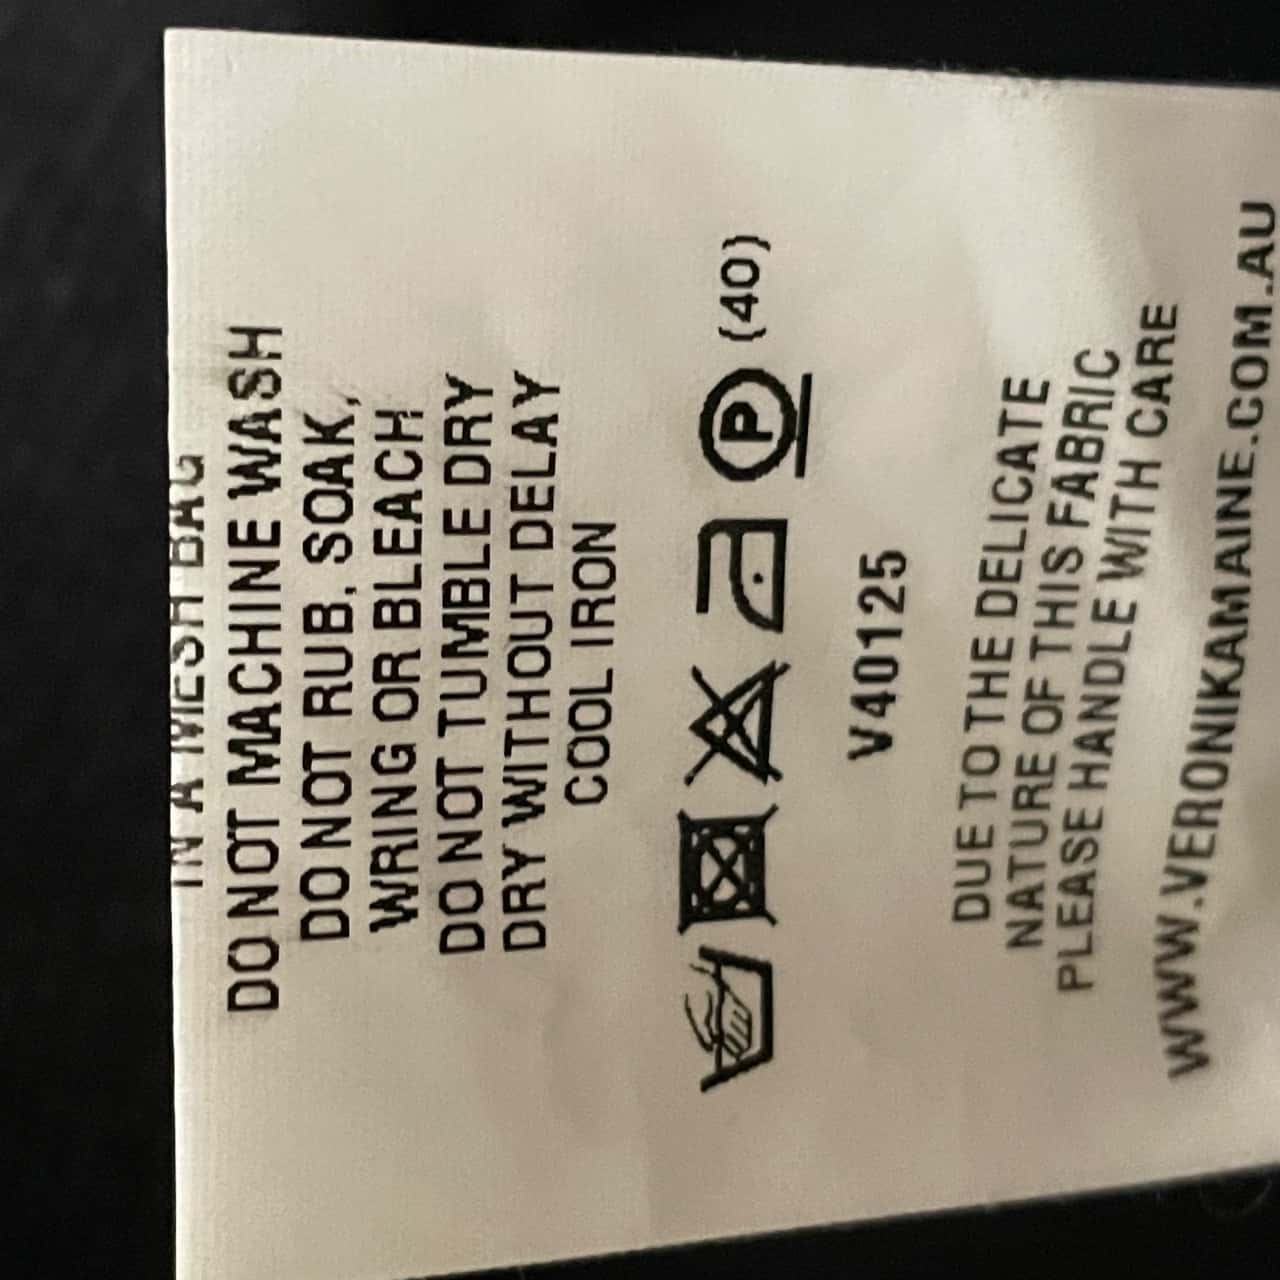 IN A MESH BAG
DO NOT MACHINE WASH
DO NOT RUB, SOAK,
WRING OR BLEACH
DO NOT TUMBLE DRY
DRY WITHOUT DELAY
COOL IRON
P (40)
V40125
DUE TO THE DELICATE
NATURE OF THIS FABRIC
PLEASE HANDLE WITH CARE
WWW.VERONIKAMAINE.COM.AU